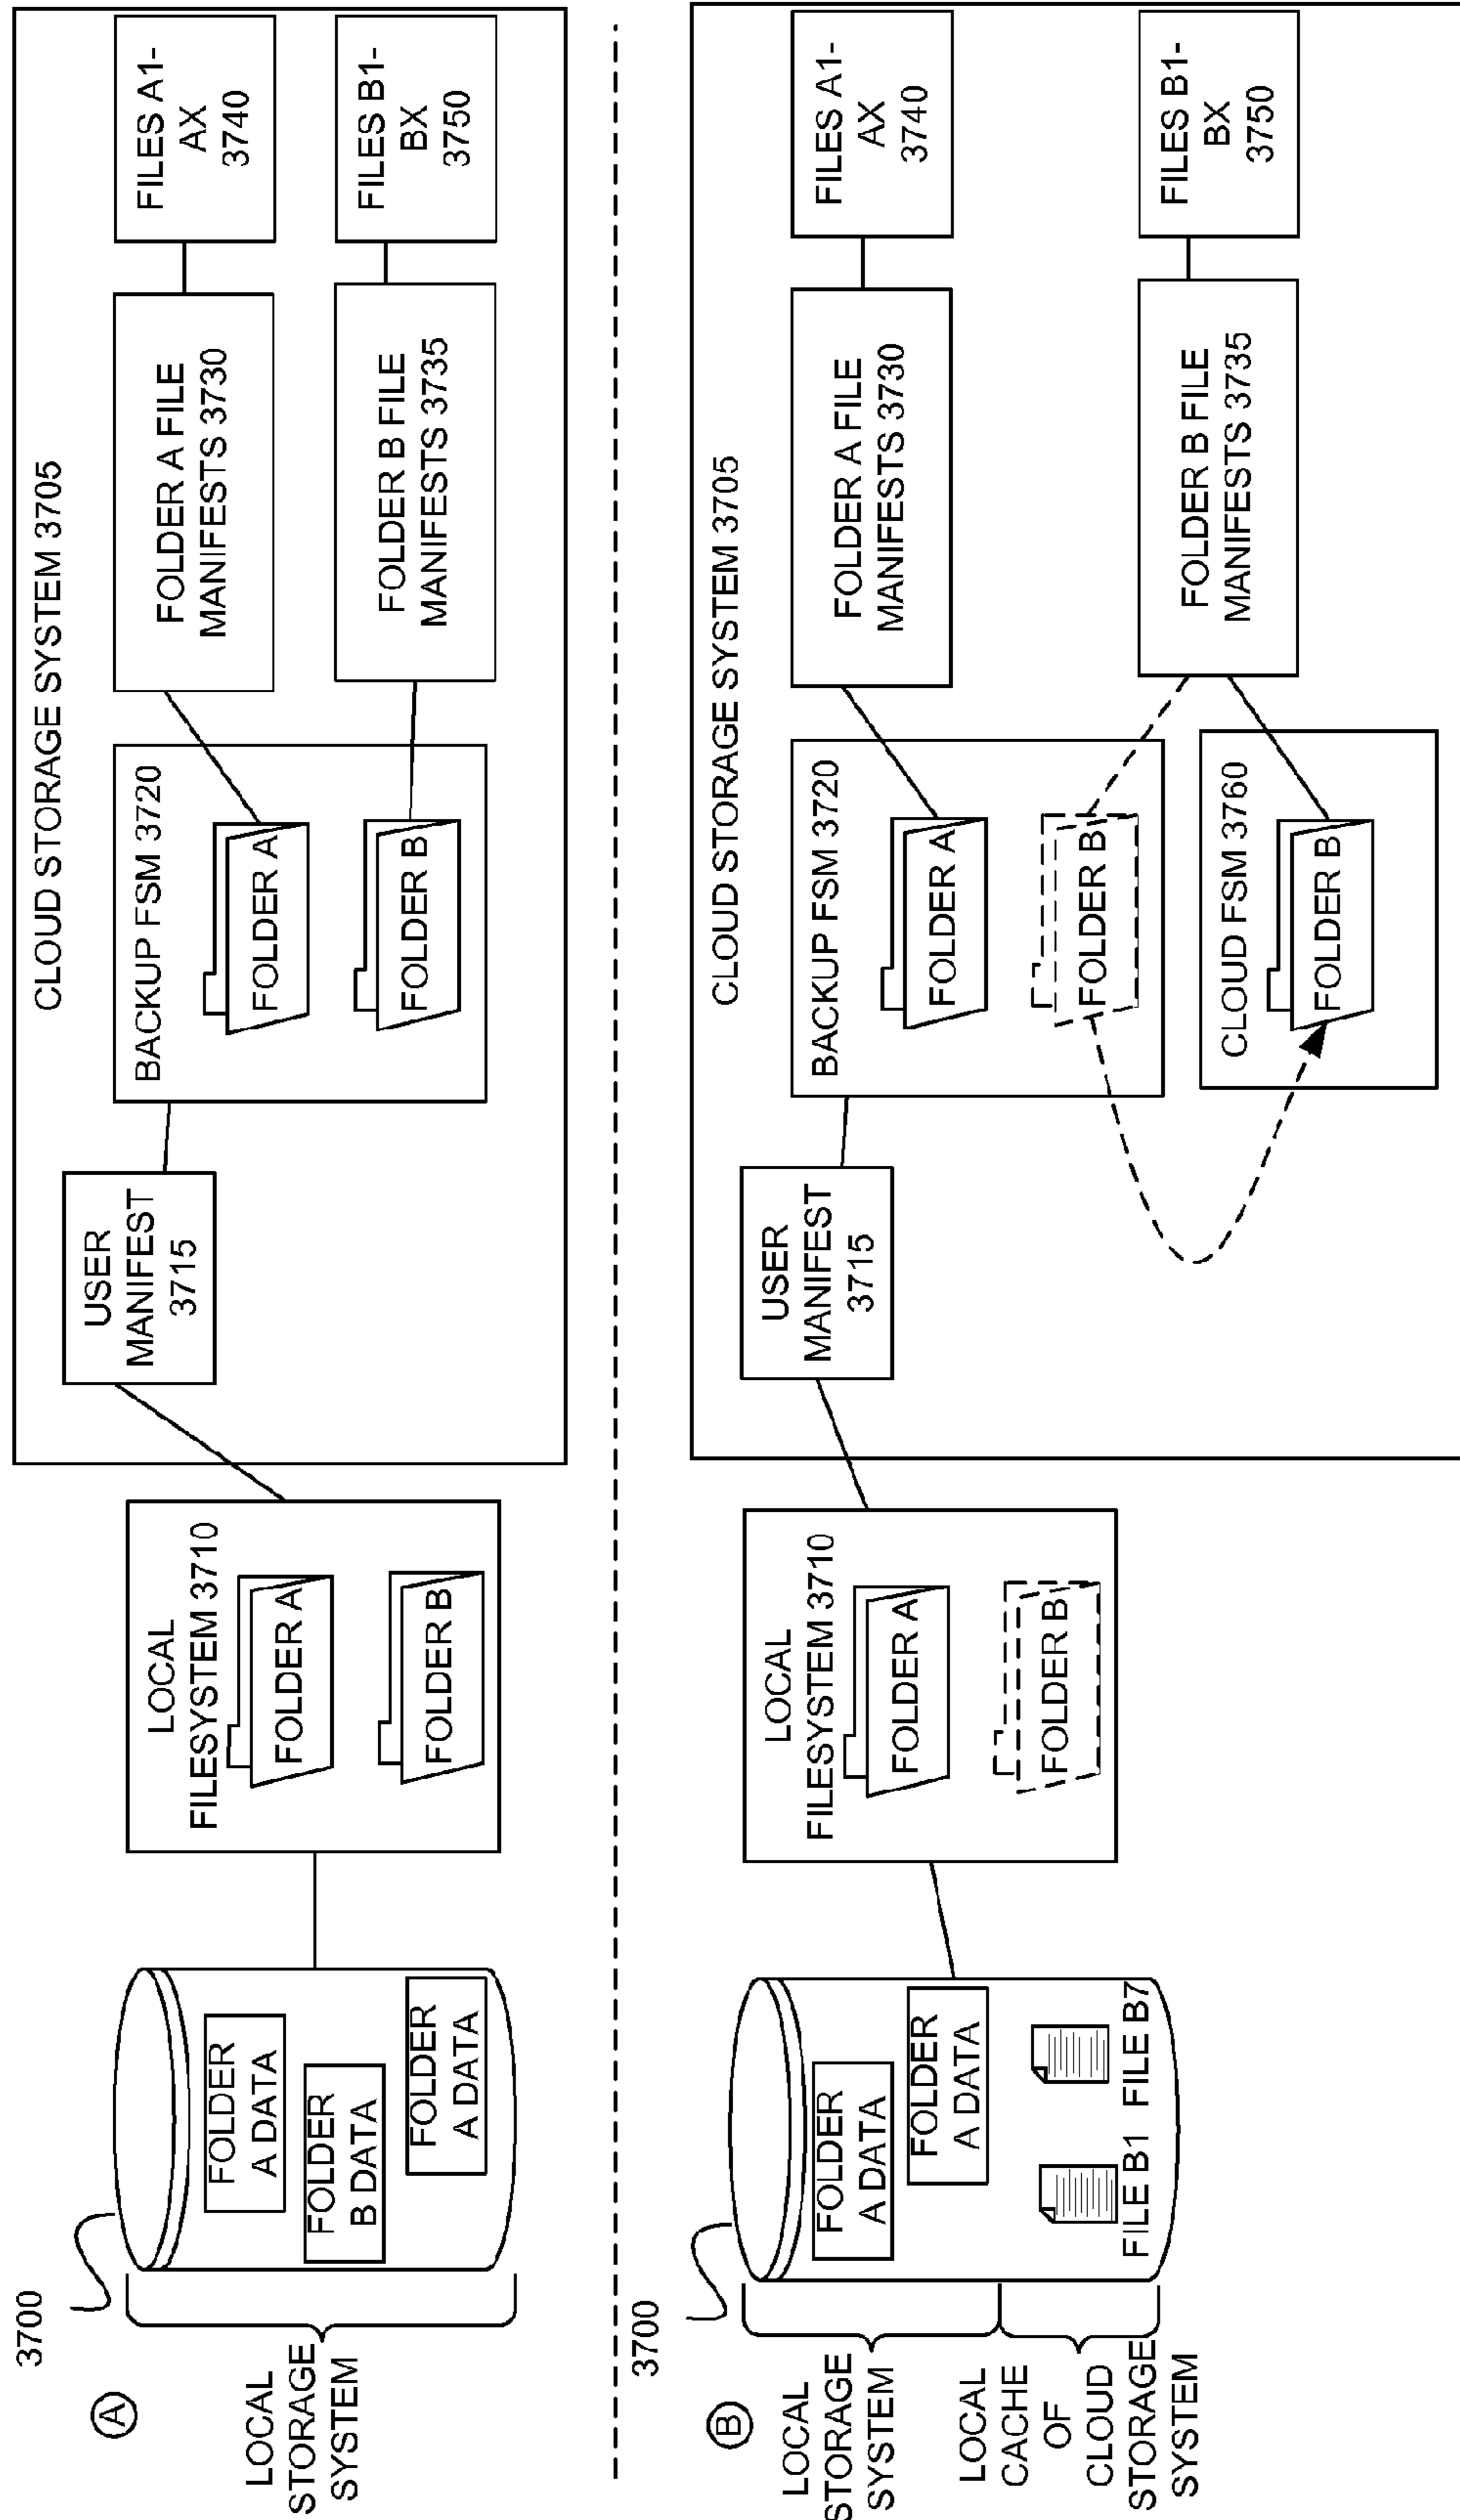 3700
A
LOCAL
STORAGE
SYSTEM
FOLDER
A DATA
FOLDER
B DATA
FOLDER
A DATA
LOCAL
FILESYSTEM 3710
FOLDER A
FOLDER B
CLOUD STORAGE SYSTEM 3705
USER
MANIFEST
3715
BACKUP FSM 3720
FOLDER A
FOLDER B
FOLDER A FILE
MANIFESTS 3730
FOLDER B FILE
MANIFESTS 3735
FILES A1-
AX
3740
FILES B1-
BX
3750
3700
B
LOCAL
STORAGE
SYSTEM
LOCAL
CACHE
OF
CLOUD
STORAGE
SYSTEM
FOLDER
A DATA
FOLDER
A DATA
FILE B1
FILE B7
LOCAL
FILESYSTEM 3710
FOLDER A
FOLDER B
CLOUD STORAGE SYSTEM 3705
USER
MANIFEST
3715
BACKUP FSM 3720
FOLDER A
FOLDER B
CLOUD FSM 3760
FOLDER B
FOLDER A FILE
MANIFESTS 3730
FOLDER B FILE
MANIFESTS 3735
FILES A1-
AX
3740
FILES B1-
BX
3750